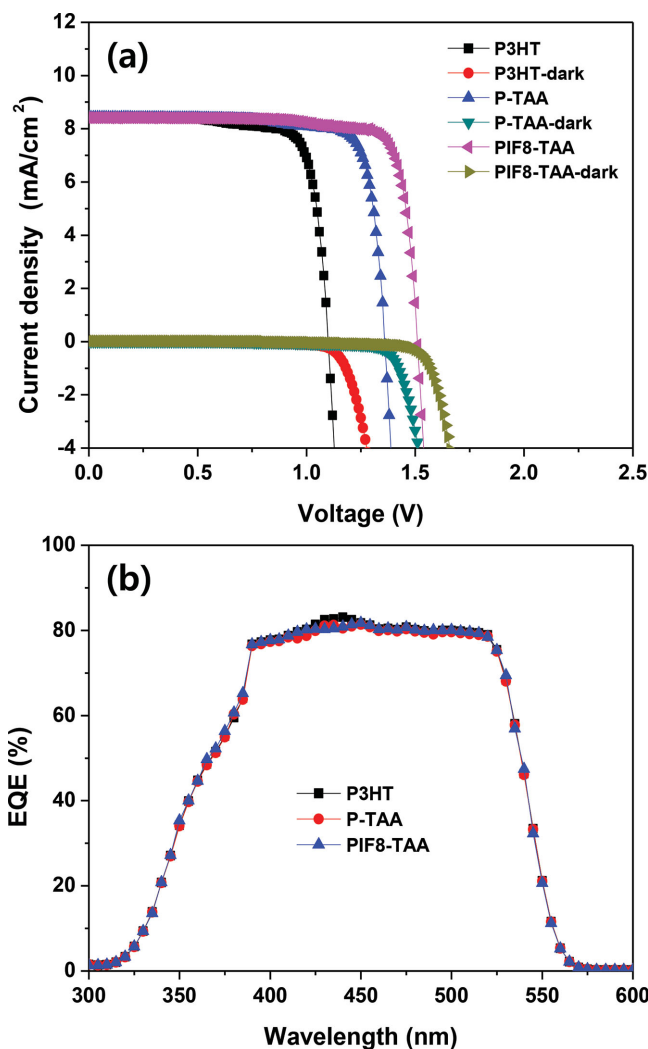 (a)
P3HT
P3HT-dark
P-TAA
P-TAA-dark
PIF8-TAA
PIF8-TAA-dark
12
10
8
6
4
2
0
-2
-4
Current density (mA/cm²)
0.0 0.5 1.0 1.5 2.0 2.5
Voltage (V)
(b)
100
80
60
40
20
0
EQE (%)
P3HT
P-TAA
PIF8-TAA
300 350 400 450 500 550 600
Wavelength (nm)